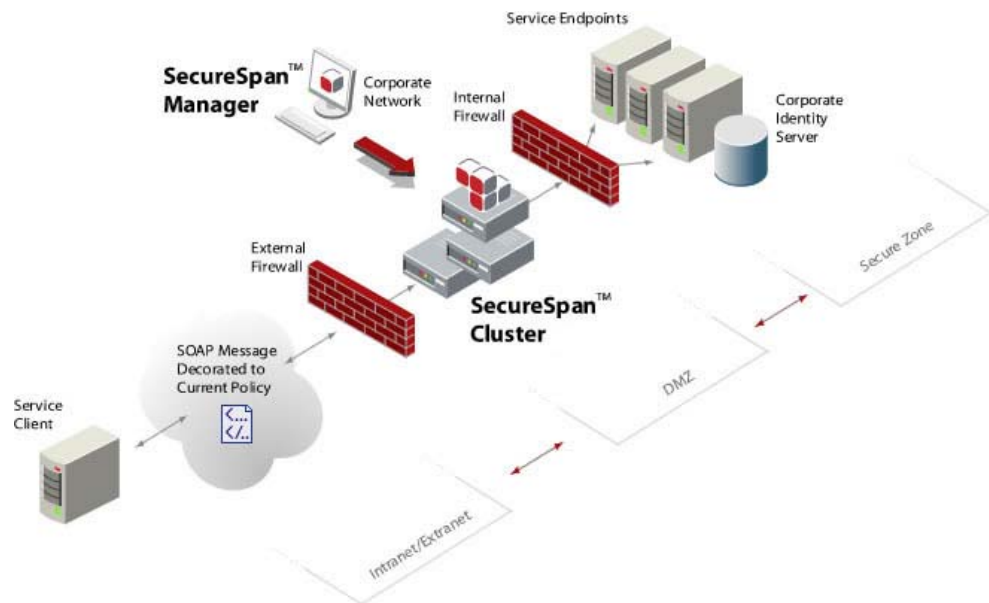 Service Endpoints
SecureSpan™
Manager
Corporate
Network
Internal
Firewall
Corporate
Identity
Server
External
Firewall
SecureSpan™
Cluster
Secure Zone
SOAP Message
Decorated to
Current Policy
<...
</..
DMZ
Service
Client
Intranet/Extranet